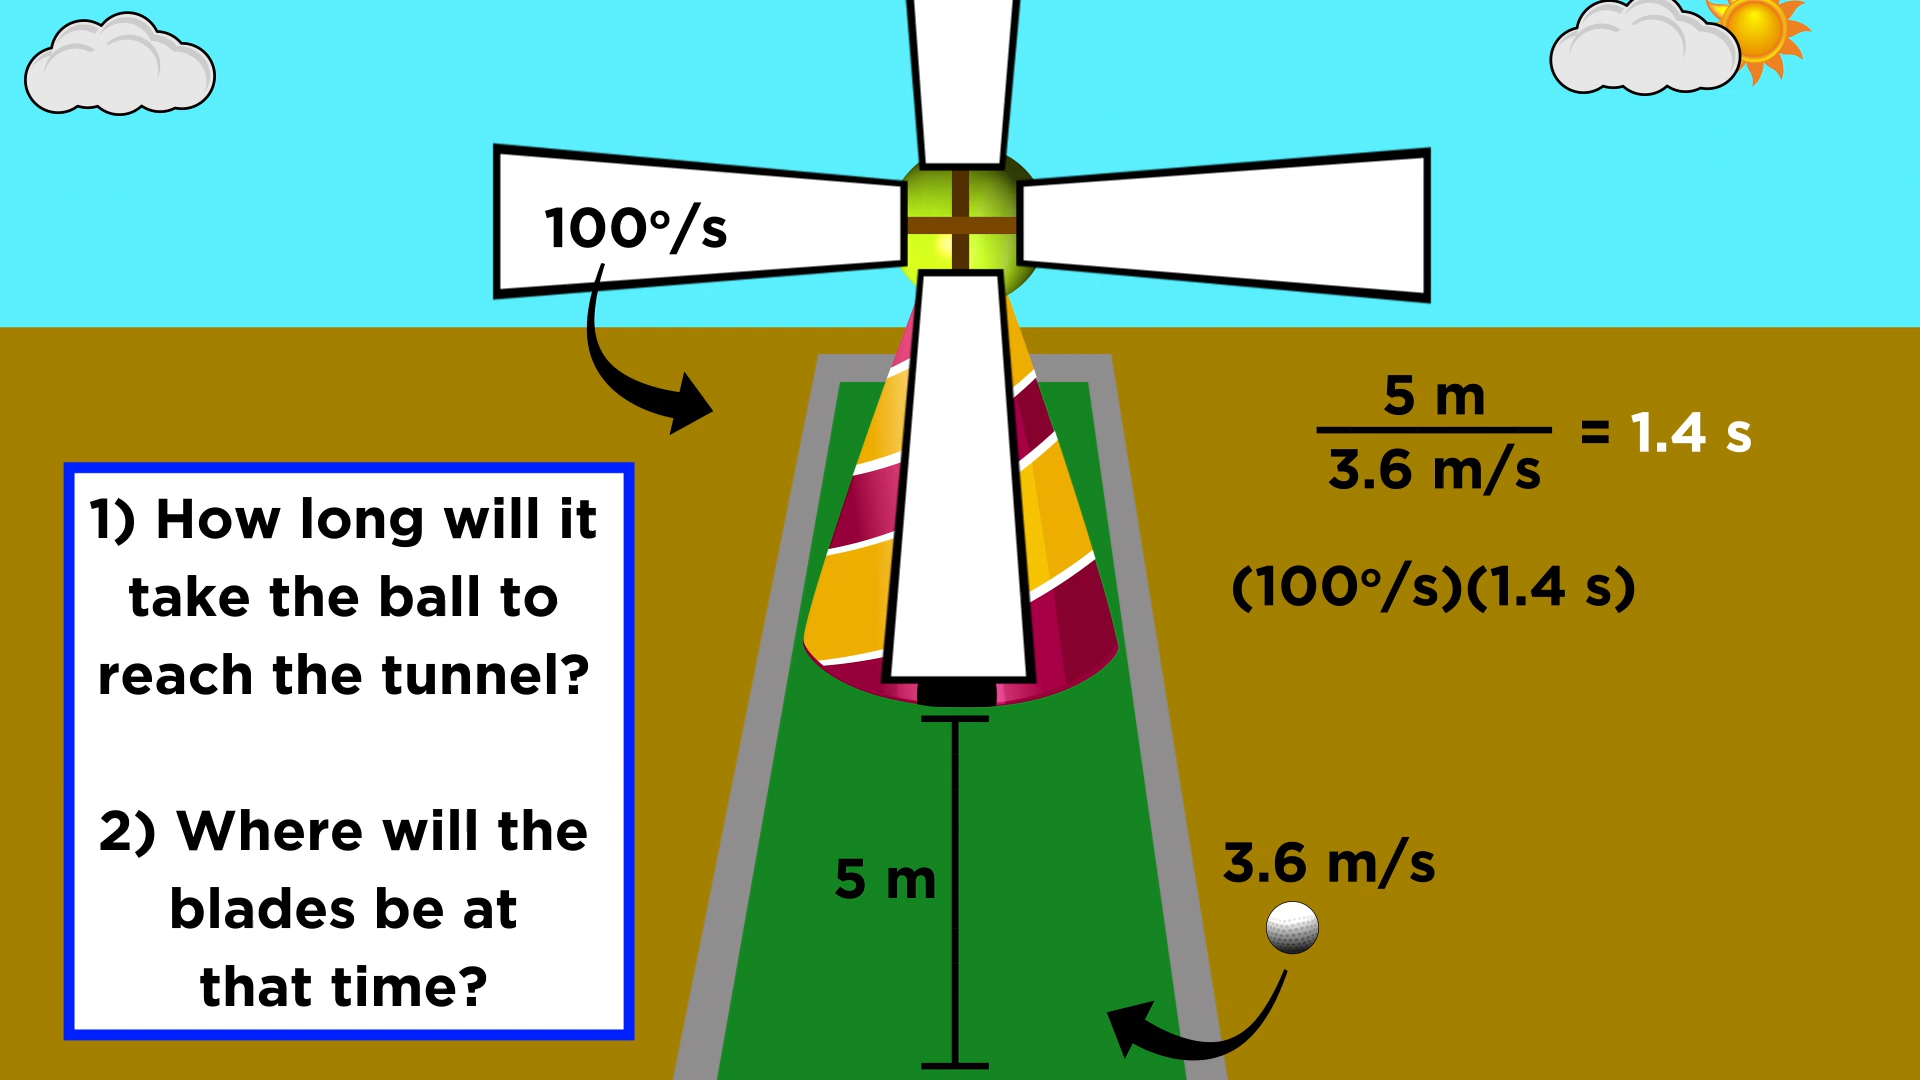 100°/s
5 m
3.6 m/s
= 1.4 s
(100°/s)(1.4 s)
1) How long will it
take the ball to
reach the tunnel?
2) Where will the
blades be at
that time?
5 m
3.6 m/s